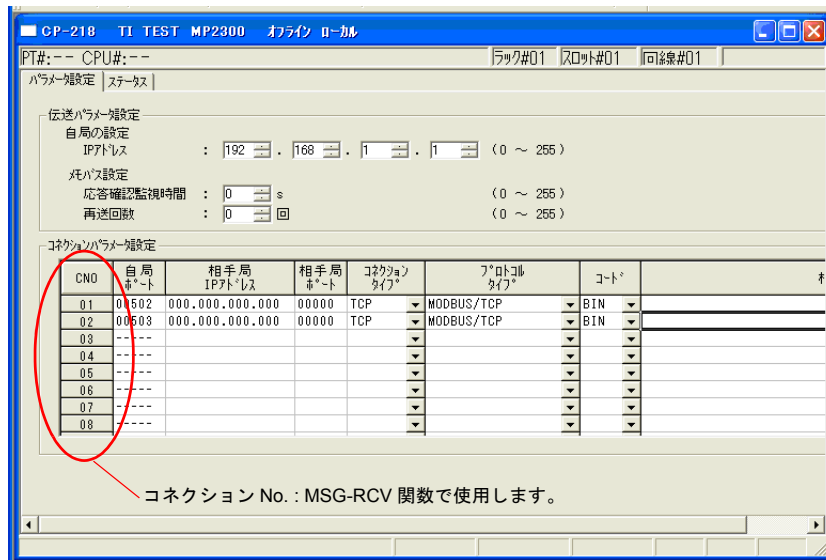 CP-218 TI TEST MP2300 オフライン ローカル
PT#:-- CPU#:-- ラック#01 スロット#01 回線#01
パラメータ設定 ステータス
伝送パラメータ設定
自局の設定
IPアドレス : 192 . 168 . 1 . 1 (0 ~ 255)
メモバス設定
応答確認監視時間 : 0 s (0 ~ 255)
再送回数 : 0 回 (0 ~ 255)
コネクションパラメータ設定
CNO 自局ポート 相手局IPアドレス 相手局ポート コネクションタイプ プロトコルタイプ コード
01 00502 000.000.000.000 00000 TCP MODBUS/TCP BIN
02 00503 000.000.000.000 00000 TCP MODBUS/TCP BIN
03 -----
04 -----
05 -----
06 -----
07 -----
08 -----
コネクション No. : MSG-RCV 関数で使用します。